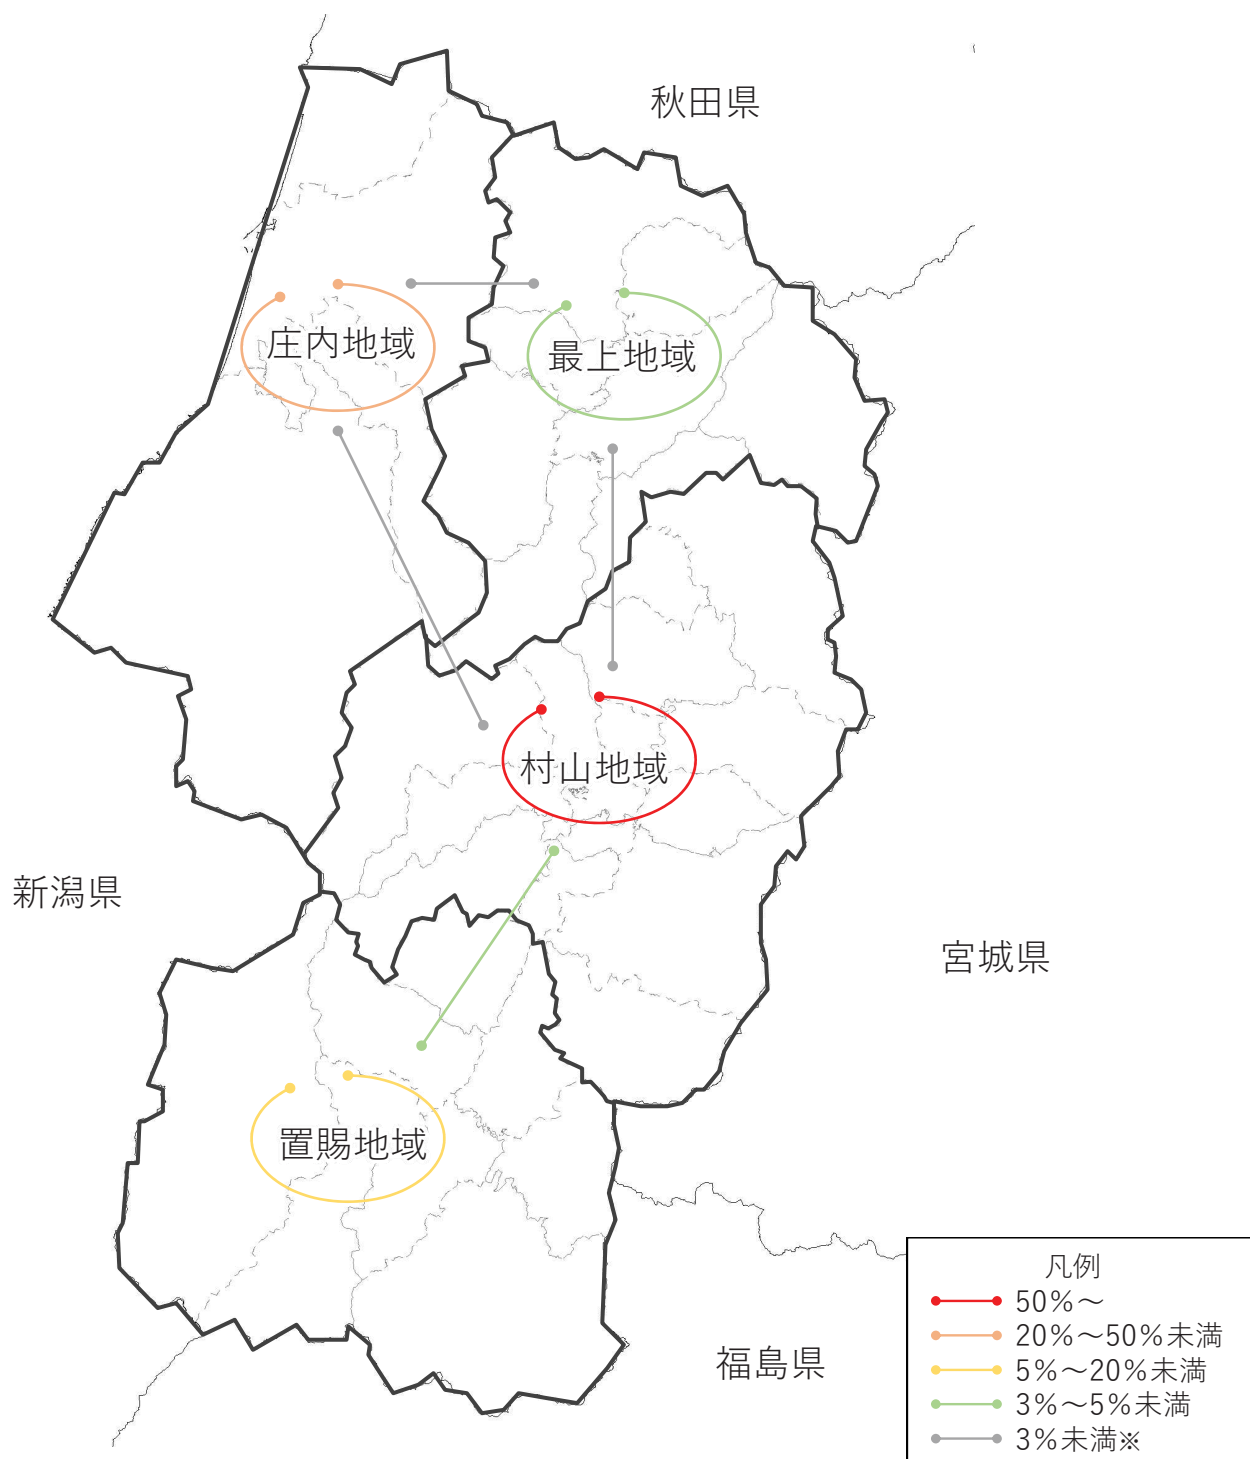 秋田県
庄内地域
最上地域
村山地域
新潟県
宮城県
置賜地域
福島県
凡例
50%～
20%～50%未満
5%～20%未満
3%～5%未満
3%未満※